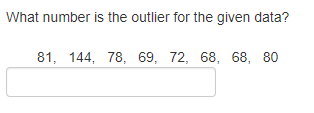 What number is the outlier for the given data?
81, 144, 78, 69, 72, 68, 68, 80